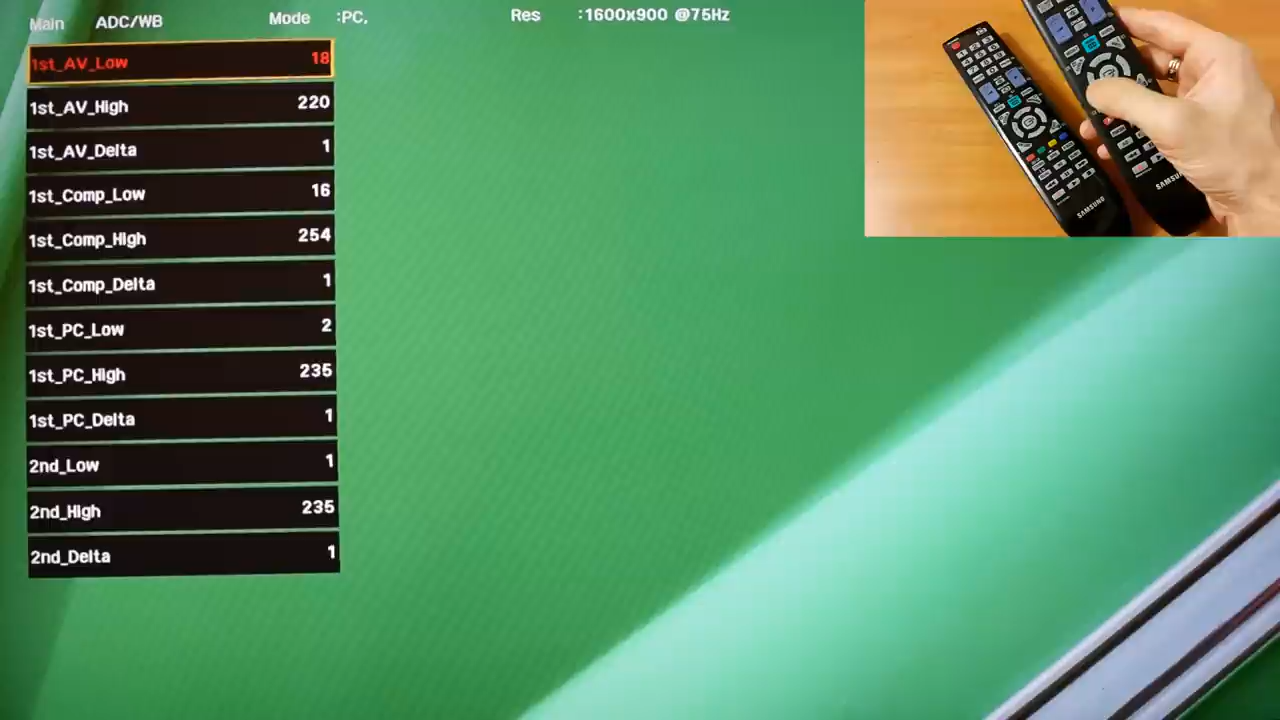 Main ADC/WB Mode :PC, Res :1600x900 @75Hz
1st_AV_Low 18
1st_AV_High 220
1st_AV_Delta 1
1st_Comp_Low 16
1st_Comp_High 254
1st_Comp_Delta 1
1st_PC_Low 2
1st_PC_High 235
1st_PC_Delta 1
2nd_Low 1
2nd_High 235
2nd_Delta 1
SAMSUNG
SAMSUNG